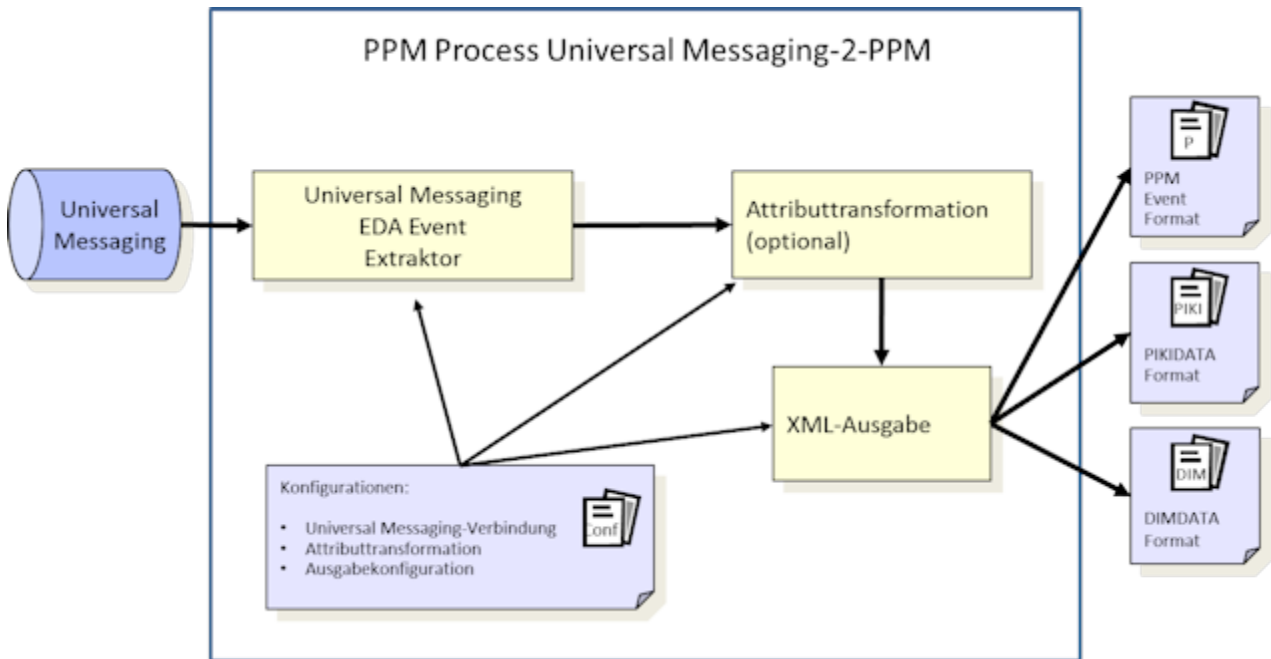 PPM Process Universal Messaging-2-PPM
Universal
Messaging
Universal Messaging
EDA Event
Extraktor
Attributtransformation
(optional)
XML-Ausgabe
Konfigurationen:
• Universal Messaging-Verbindung
• Attributtransformation
• Ausgabekonfiguration
Conf
P
PPM
Event
Format
PIKI
PIKIDATA
Format
DIM
DIMDATA
Format